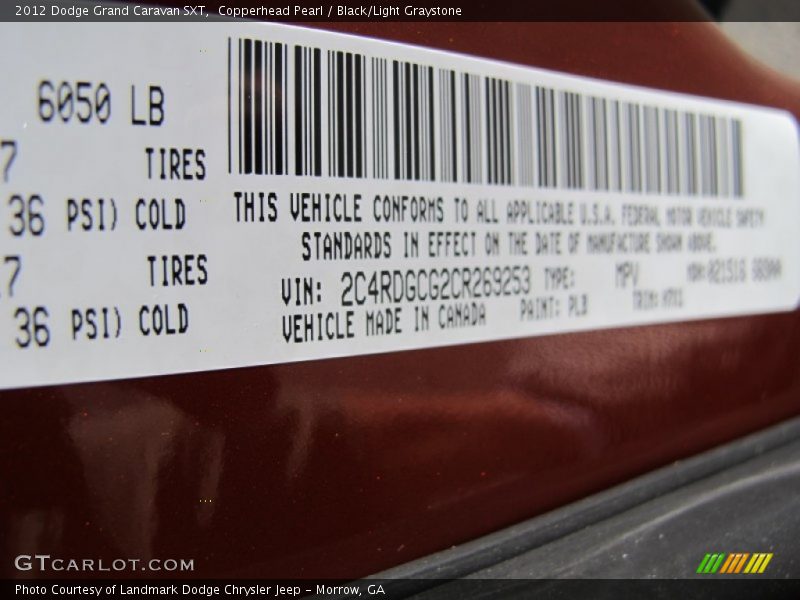 2012 Dodge Grand Caravan SXT,  Copperhead Pearl / Black/Light Graystone
6050 LB
7 TIRES
36 PSI) COLD
7 TIRES
36 PSI) COLD
THIS VEHICLE CONFORMS TO ALL APPLICABLE U.S.A. FEDERAL MOTOR VEHICLE SAFETY
STANDARDS IN EFFECT ON THE DATE OF MANUFACTURE SHOWN ABOVE.
VIN: 2C4RDGCG2CR269253 TYPE: MPV
VEHICLE MADE IN CANADA PAINT: PLB TRIM:
GTCARLOT.COM
Photo Courtesy of Landmark Dodge Chrysler Jeep - Morrow, GA